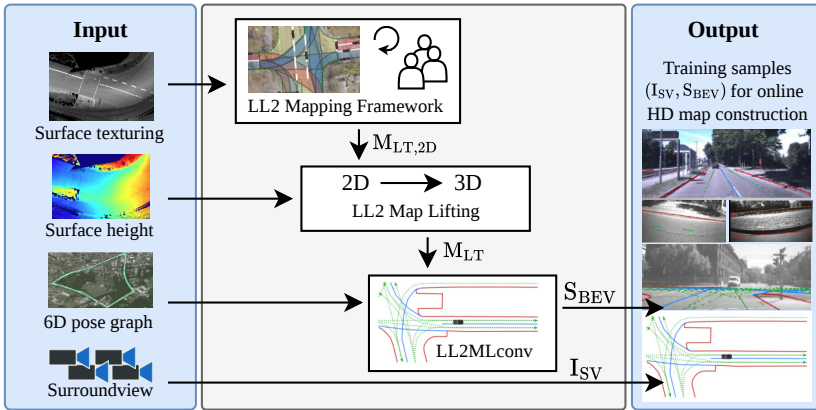 Input
Surface texturing
Surface height
6D pose graph
Surroundview
LL2 Mapping Framework
M_LT,2D
2D 3D
LL2 Map Lifting
M_LT
LL2MLconv
S_BEV
I_SV
Output
Training samples
(I_SV, S_BEV) for online
HD map construction